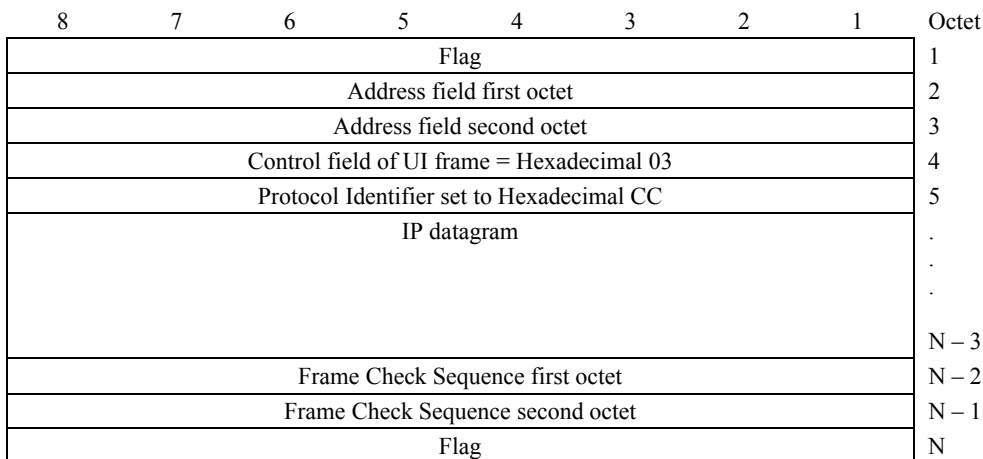 8 7 6 5 4 3 2 1 Octet
Flag 1
Address field first octet 2
Address field second octet 3
Control field of UI frame = Hexadecimal 03 4
Protocol Identifier set to Hexadecimal CC 5
IP datagram .
.
.
N – 3
Frame Check Sequence first octet N – 2
Frame Check Sequence second octet N – 1
Flag N